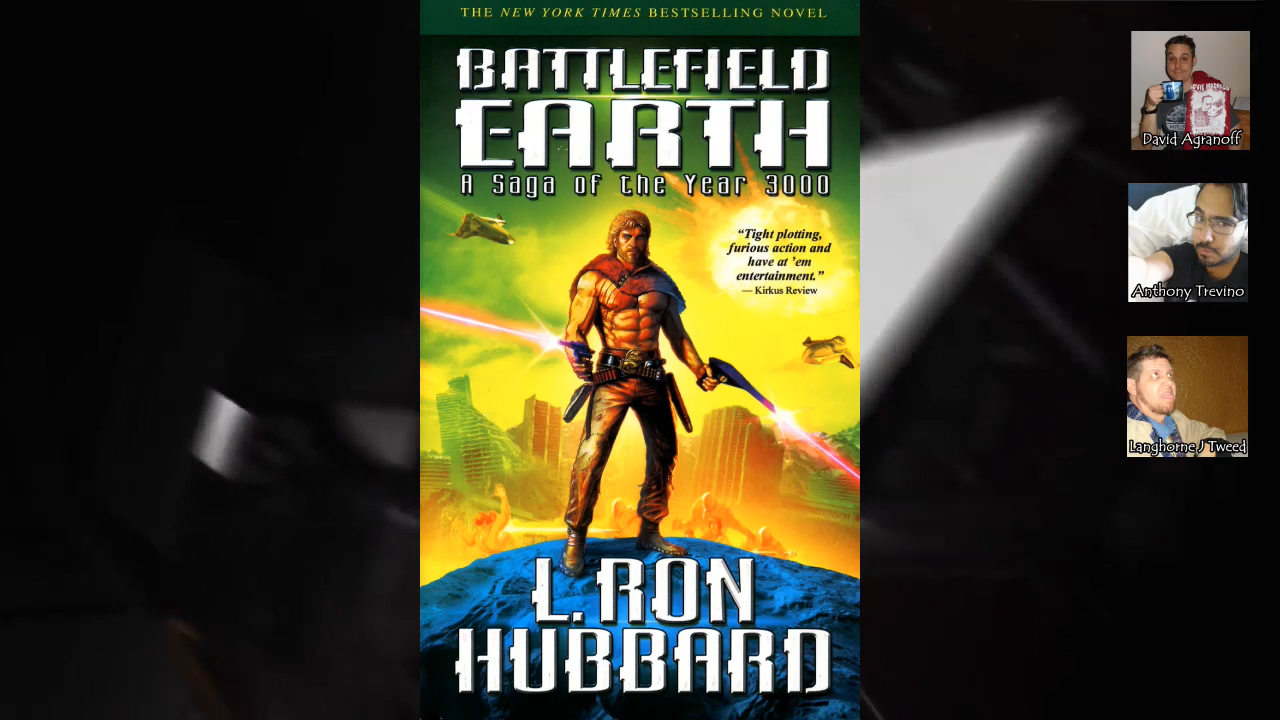 THE NEW YORK TIMES BESTSELLING NOVEL
BATTLEFIELD
EARTH
A Saga of the Year 3000
“Tight plotting,
furious action and
have at ’em
entertainment.”
— Kirkus Review
L. RON
HUBBARD
David Agranoff
Anthony Trevino
Langhorne J Tweed